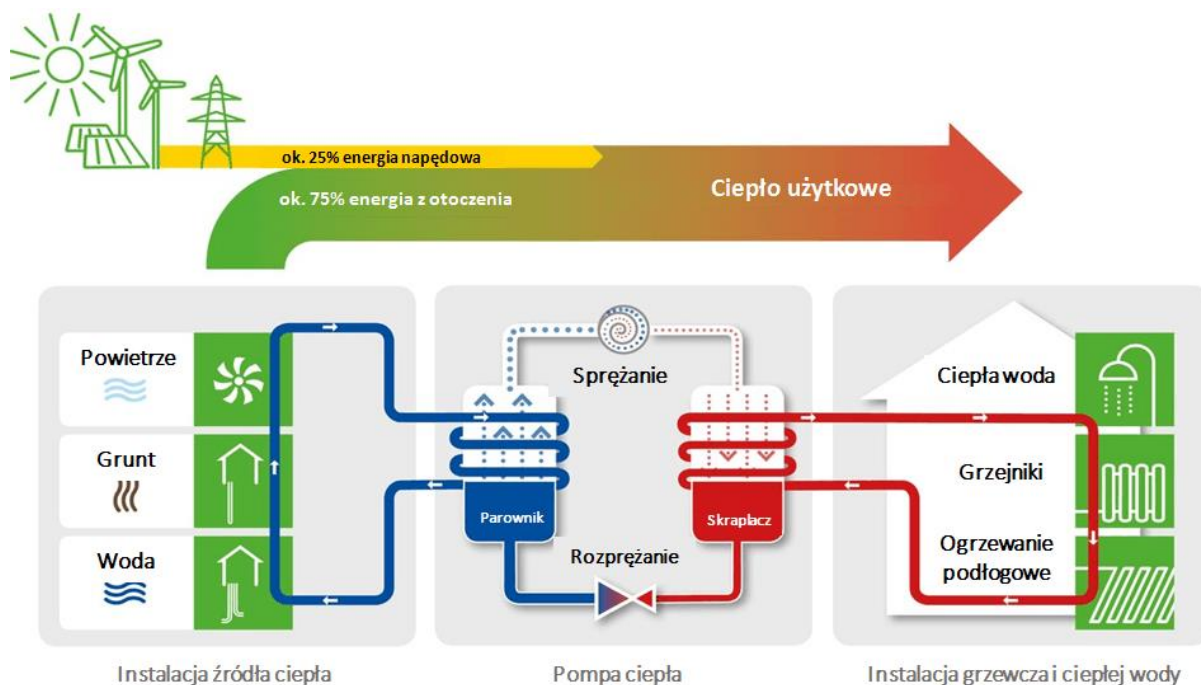 ok. 25% energia napędowa
ok. 75% energia z otoczenia
Ciepło użytkowe
Powietrze
Grunt
Woda
Instalacja źródła ciepła
Sprężanie
Parownik
Skraplacz
Rozprężanie
Pompa ciepła
Ciepła woda
Grzejniki
Ogrzewanie
podłogowe
Instalacja grzewcza i ciepłej wody